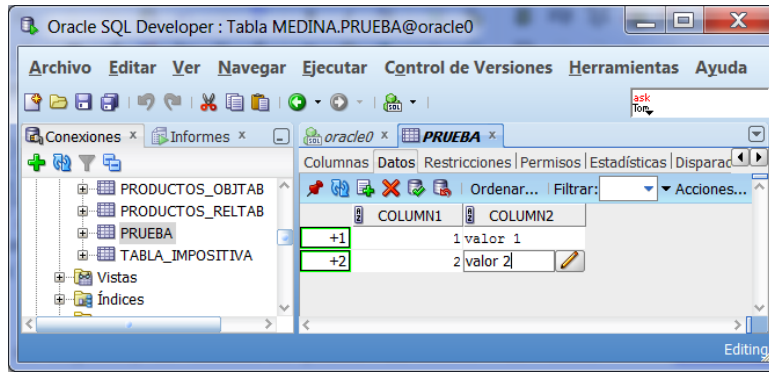 Oracle SQL Developer : Tabla MEDINA.PRUEBA@oracle0
Archivo Editar Ver Navegar Ejecutar Control de Versiones Herramientas Ayuda
ask
Tom
Conexiones Informes
oracle0 PRUEBA
Columnas Datos Restricciones Permisos Estadísticas Disparad
Ordenar... Filtrar: Acciones...
PRODUCTOS_OBJTAB
PRODUCTOS_RELTAB
PRUEBA
TABLA_IMPOSITIVA
Vistas
Índices
COLUMN1 COLUMN2
+1 1 valor 1
+2 2 valor 2
Editing